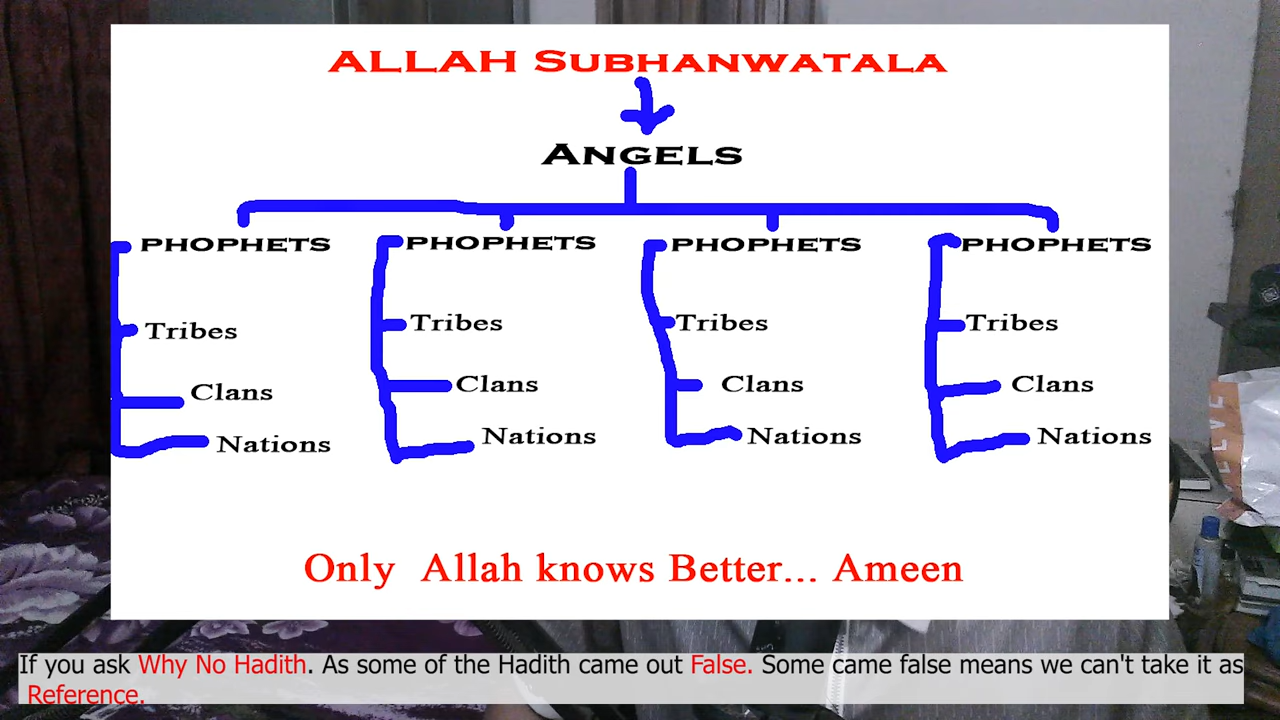 ALLAH SUBHANWATALA
ANGELS
PHOPHETS PHOPHETS PHOPHETS PHOPHETS
Tribes Tribes Tribes Tribes
Clans Clans Clans Clans
Nations Nations Nations Nations
Only Allah knows Better... Ameen
If you ask Why No Hadith. As some of the Hadith came out False. Some came false means we can't take it as
Reference.